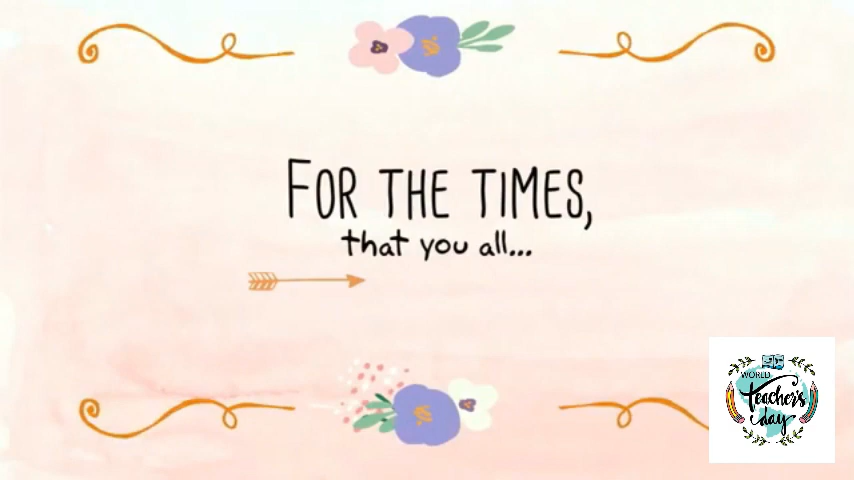 FOR THE TIMES,
that you all...
WORLD
Teacher's
day